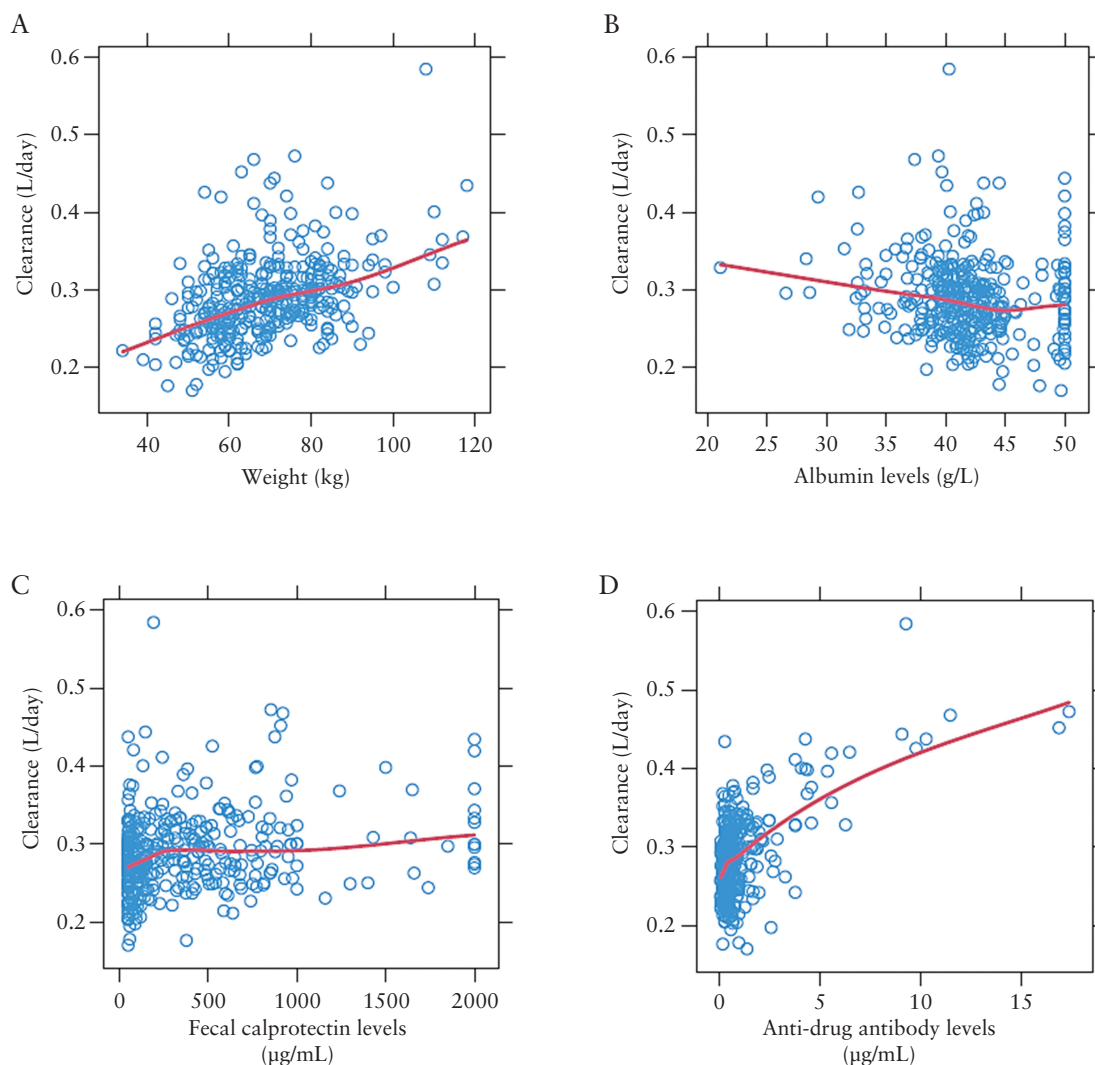 A
0.6
0.5
0.4
0.3
0.2
Clearance (L/day)
40 60 80 100 120
Weight (kg)
B
0.6
0.5
0.4
0.3
0.2
Clearance (L/day)
20 25 30 35 40 45 50
Albumin levels (g/L)
C
0.6
0.5
0.4
0.3
0.2
Clearance (L/day)
0 500 1000 1500 2000
Fecal calprotectin levels
(µg/mL)
D
0.6
0.5
0.4
0.3
0.2
Clearance (L/day)
0 5 10 15
Anti-drug antibody levels
(µg/mL)